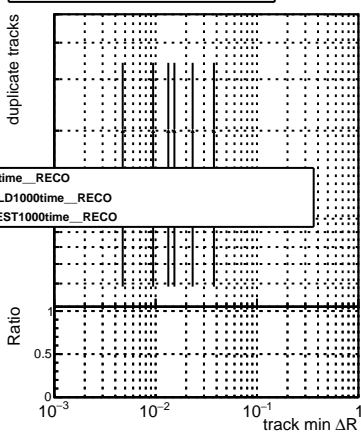 duplicate tracks
time__RECO
LD1000time__RECO
EST1000time__RECO
Ratio
1
0.5
0
10⁻³ 10⁻² 10⁻¹ 1
track min ΔR